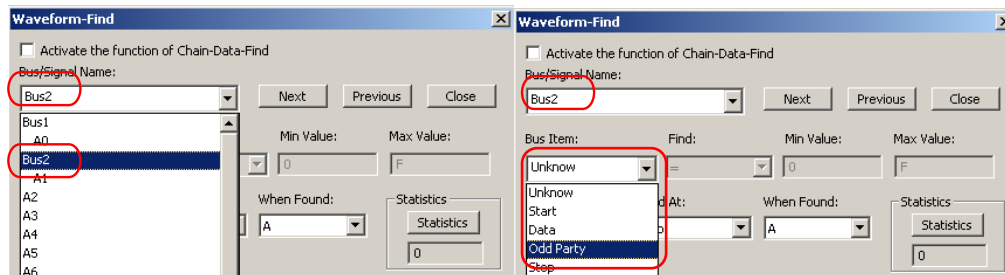 Waveform-Find
Activate the function of Chain-Data-Find
Bus/Signal Name:
Bus2
Next Previous Close
Bus1
A0
Bus2
A1
A2
A3
A4
A5
A6
Min Value: Max Value:
0 F
When Found: Statistics
A Statistics
0
Waveform-Find
Activate the function of Chain-Data-Find
Bus/Signal Name:
Bus2
Next Previous Close
Bus Item: Find: Min Value: Max Value:
Unknow = 0 F
Unknow
Start
Data
Odd Party
Stop
At: When Found: Statistics
A Statistics
0